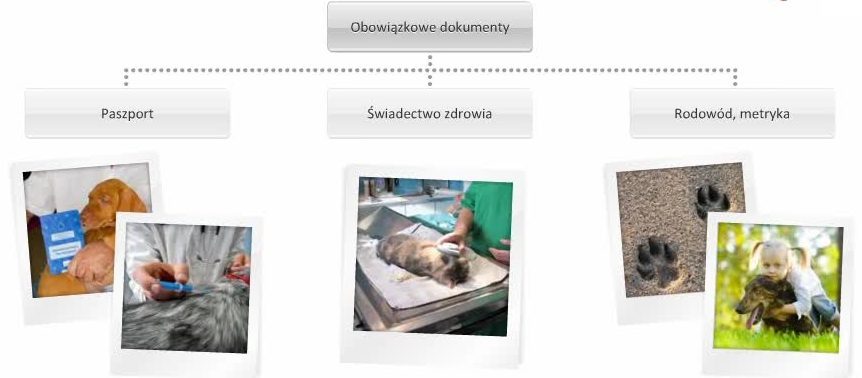 Obowiązkowe dokumenty
Paszport
Świadectwo zdrowia
Rodowód, metryka